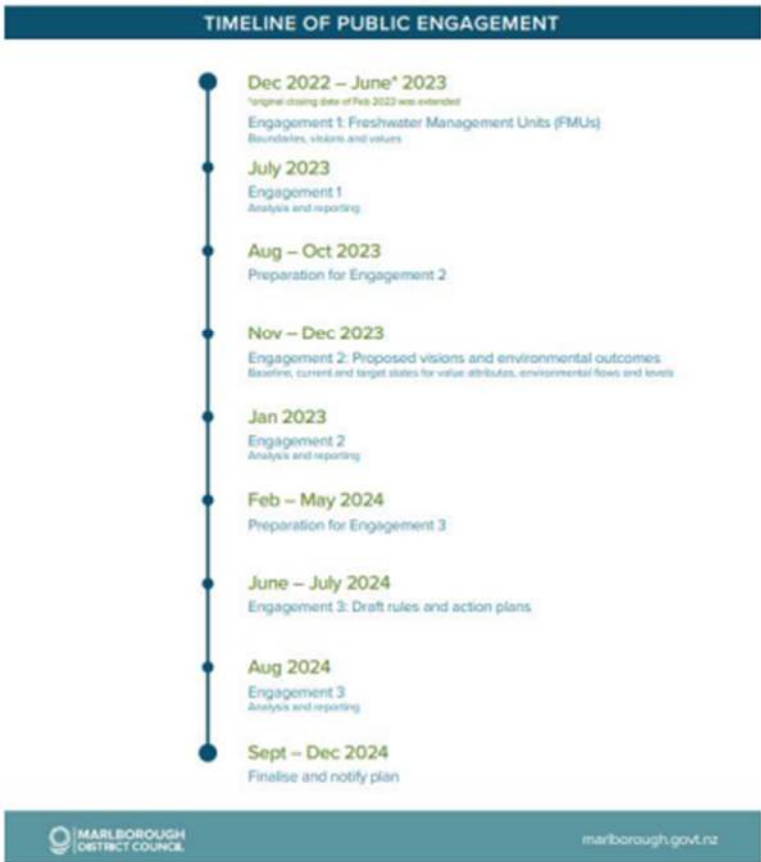 TIMELINE OF PUBLIC ENGAGEMENT
Dec 2022 – June* 2023
*original closing date of Feb 2023 was extended
Engagement 1: Freshwater Management Units (FMUs)
Boundaries, visions and values
July 2023
Engagement 1
Analysis and reporting
Aug – Oct 2023
Preparation for Engagement 2
Nov – Dec 2023
Engagement 2: Proposed visions and environmental outcomes
Baseline, current and target states for value attributes, environmental flows and levels
Jan 2023
Engagement 2
Analysis and reporting
Feb – May 2024
Preparation for Engagement 3
June – July 2024
Engagement 3: Draft rules and action plans
Aug 2024
Engagement 3
Analysis and reporting
Sept – Dec 2024
Finalise and notify plan
MARLBOROUGH
DISTRICT COUNCIL
marlborough.govt.nz